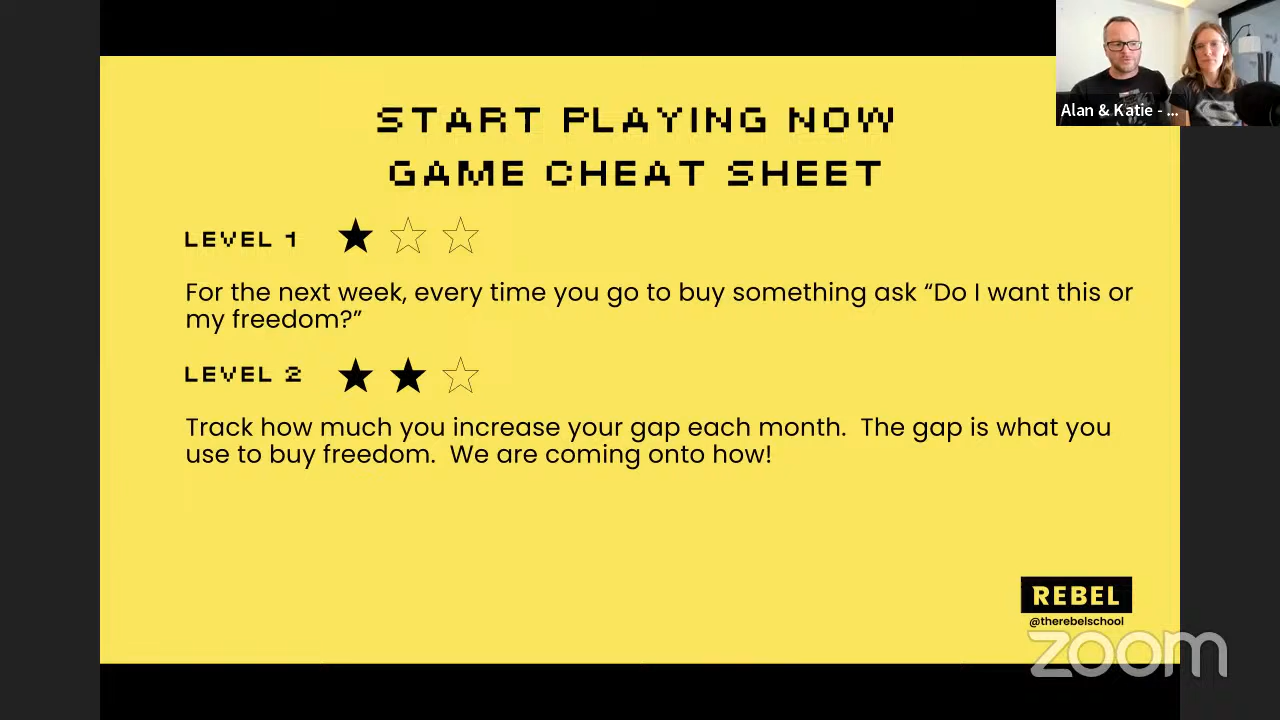 Alan & Katie - ...
START PLAYING NOW
GAME CHEAT SHEET
LEVEL 1
For the next week, every time you go to buy something ask “Do I want this or
my freedom?”
LEVEL 2
Track how much you increase your gap each month.  The gap is what you
use to buy freedom.  We are coming onto how!
REBEL
@therebelschool
zoom